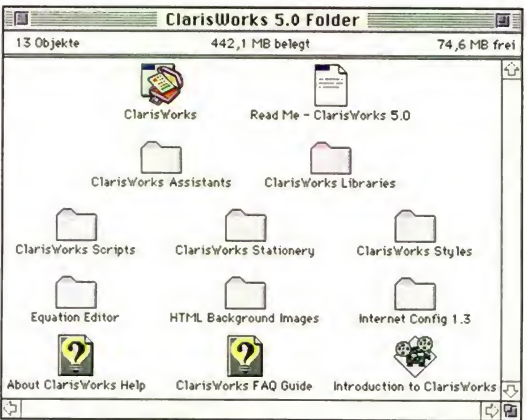 ClarisWorks 5.0 Folder
13 Objekte 442,1 MB belegt 74,6 MB frei
ClarisWorks Read Me – ClarisWorks 5.0
ClarisWorks Assistants ClarisWorks Libraries
ClarisWorks Scripts ClarisWorks Stationery ClarisWorks Styles
Equation Editor HTML Background Images Internet Config 1.3
About ClarisWorks Help ClarisWorks FAQ Guide Introduction to ClarisWorks